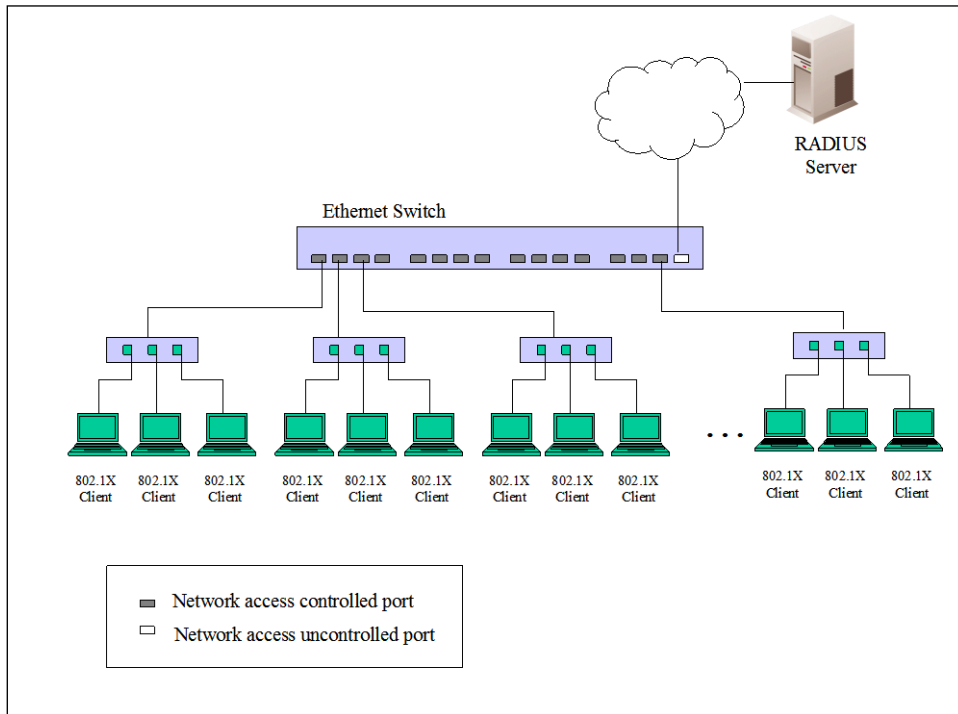 RADIUS
Server
Ethernet Switch
802.1X
Client
802.1X
Client
802.1X
Client
802.1X
Client
802.1X
Client
802.1X
Client
802.1X
Client
802.1X
Client
802.1X
Client
...
802.1X
Client
802.1X
Client
802.1X
Client
Network access controlled port
Network access uncontrolled port